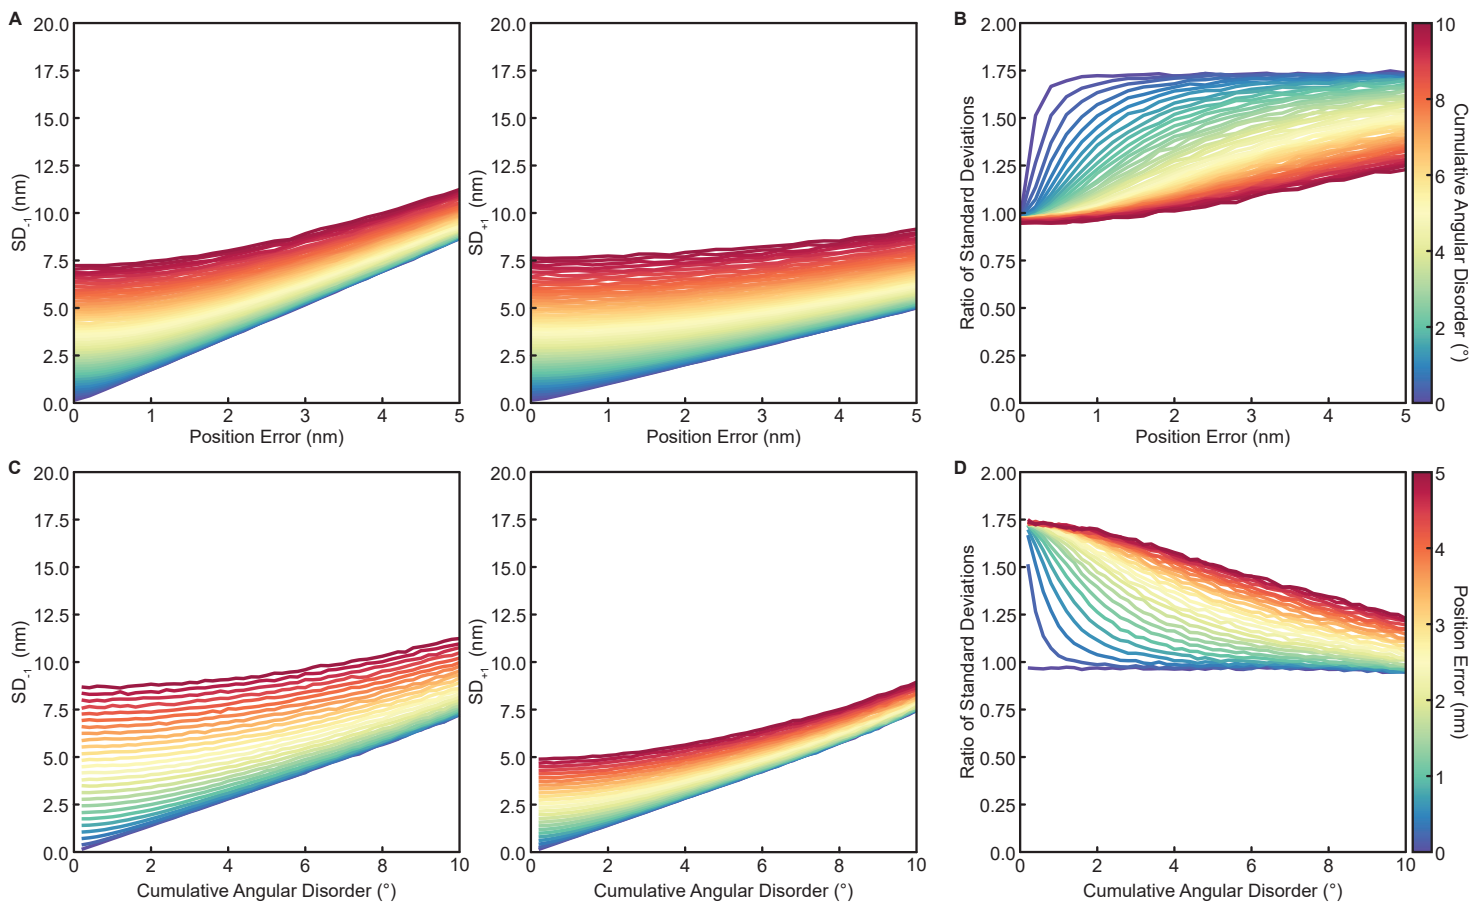 A
20.0
17.5
15.0
12.5
10.0
7.5
5.0
2.5
0.0
SD-1 (nm)
0 1 2 3 4 5
Position Error (nm)
20.0
17.5
15.0
12.5
10.0
7.5
5.0
2.5
0.0
SD+1 (nm)
0 1 2 3 4 5
Position Error (nm)
B
2.00
1.75
1.50
1.25
1.00
0.75
0.50
0.25
0.00
Ratio of Standard Deviations
0 1 2 3 4 5
Position Error (nm)
10
8
6
4
2
0
Cumulative Angular Disorder (°)
C
20.0
17.5
15.0
12.5
10.0
7.5
5.0
2.5
0.0
SD-1 (nm)
0 2 4 6 8 10
Cumulative Angular Disorder (°)
20.0
17.5
15.0
12.5
10.0
7.5
5.0
2.5
0.0
SD+1 (nm)
0 2 4 6 8 10
Cumulative Angular Disorder (°)
D
2.00
1.75
1.50
1.25
1.00
0.75
0.50
0.25
0.00
Ratio of Standard Deviations
0 2 4 6 8 10
Cumulative Angular Disorder (°)
5
4
3
2
1
0
Position Error (nm)